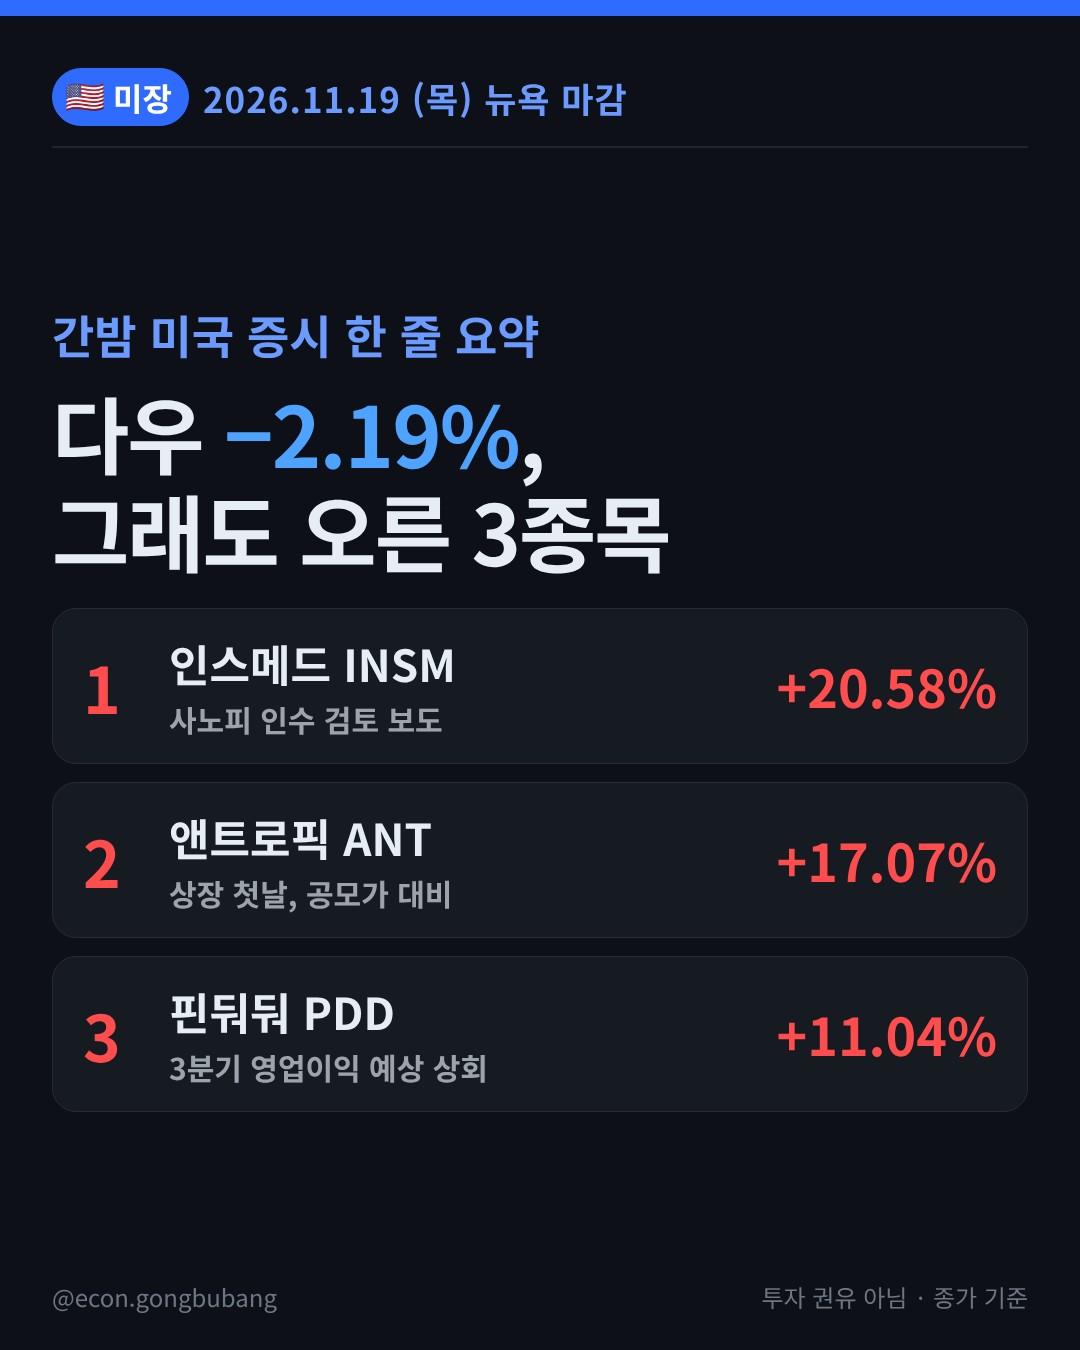 🇺🇸 미장 2026.11.19 (목) 뉴욕 마감
간밤 미국 증시 한 줄 요약
다우 −2.19%,
그래도 오른 3종목
1
인스메드 INSM
사노피 인수 검토 보도
+20.58%
2
앤트로픽 ANT
상장 첫날, 공모가 대비
+17.07%
3
핀둬둬 PDD
3분기 영업이익 예상 상회
+11.04%
@econ.gongbubang
투자 권유 아님 · 종가 기준